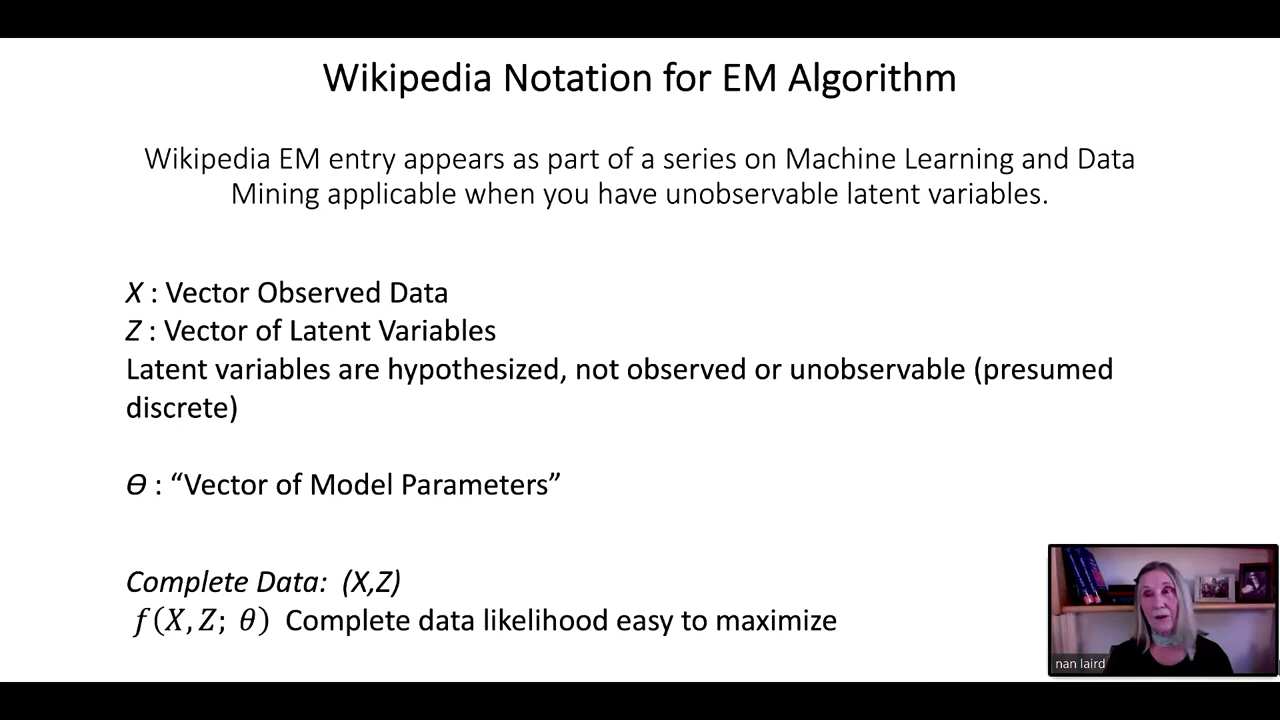 Wikipedia Notation for EM Algorithm
Wikipedia EM entry appears as part of a series on Machine Learning and Data
Mining applicable when you have unobservable latent variables.
X : Vector Observed Data
Z : Vector of Latent Variables
Latent variables are hypothesized, not observed or unobservable (presumed
discrete)
ϴ : “Vector of Model Parameters”
Complete Data: (X,Z)
f(X,Z; θ) Complete data likelihood easy to maximize
nan laird